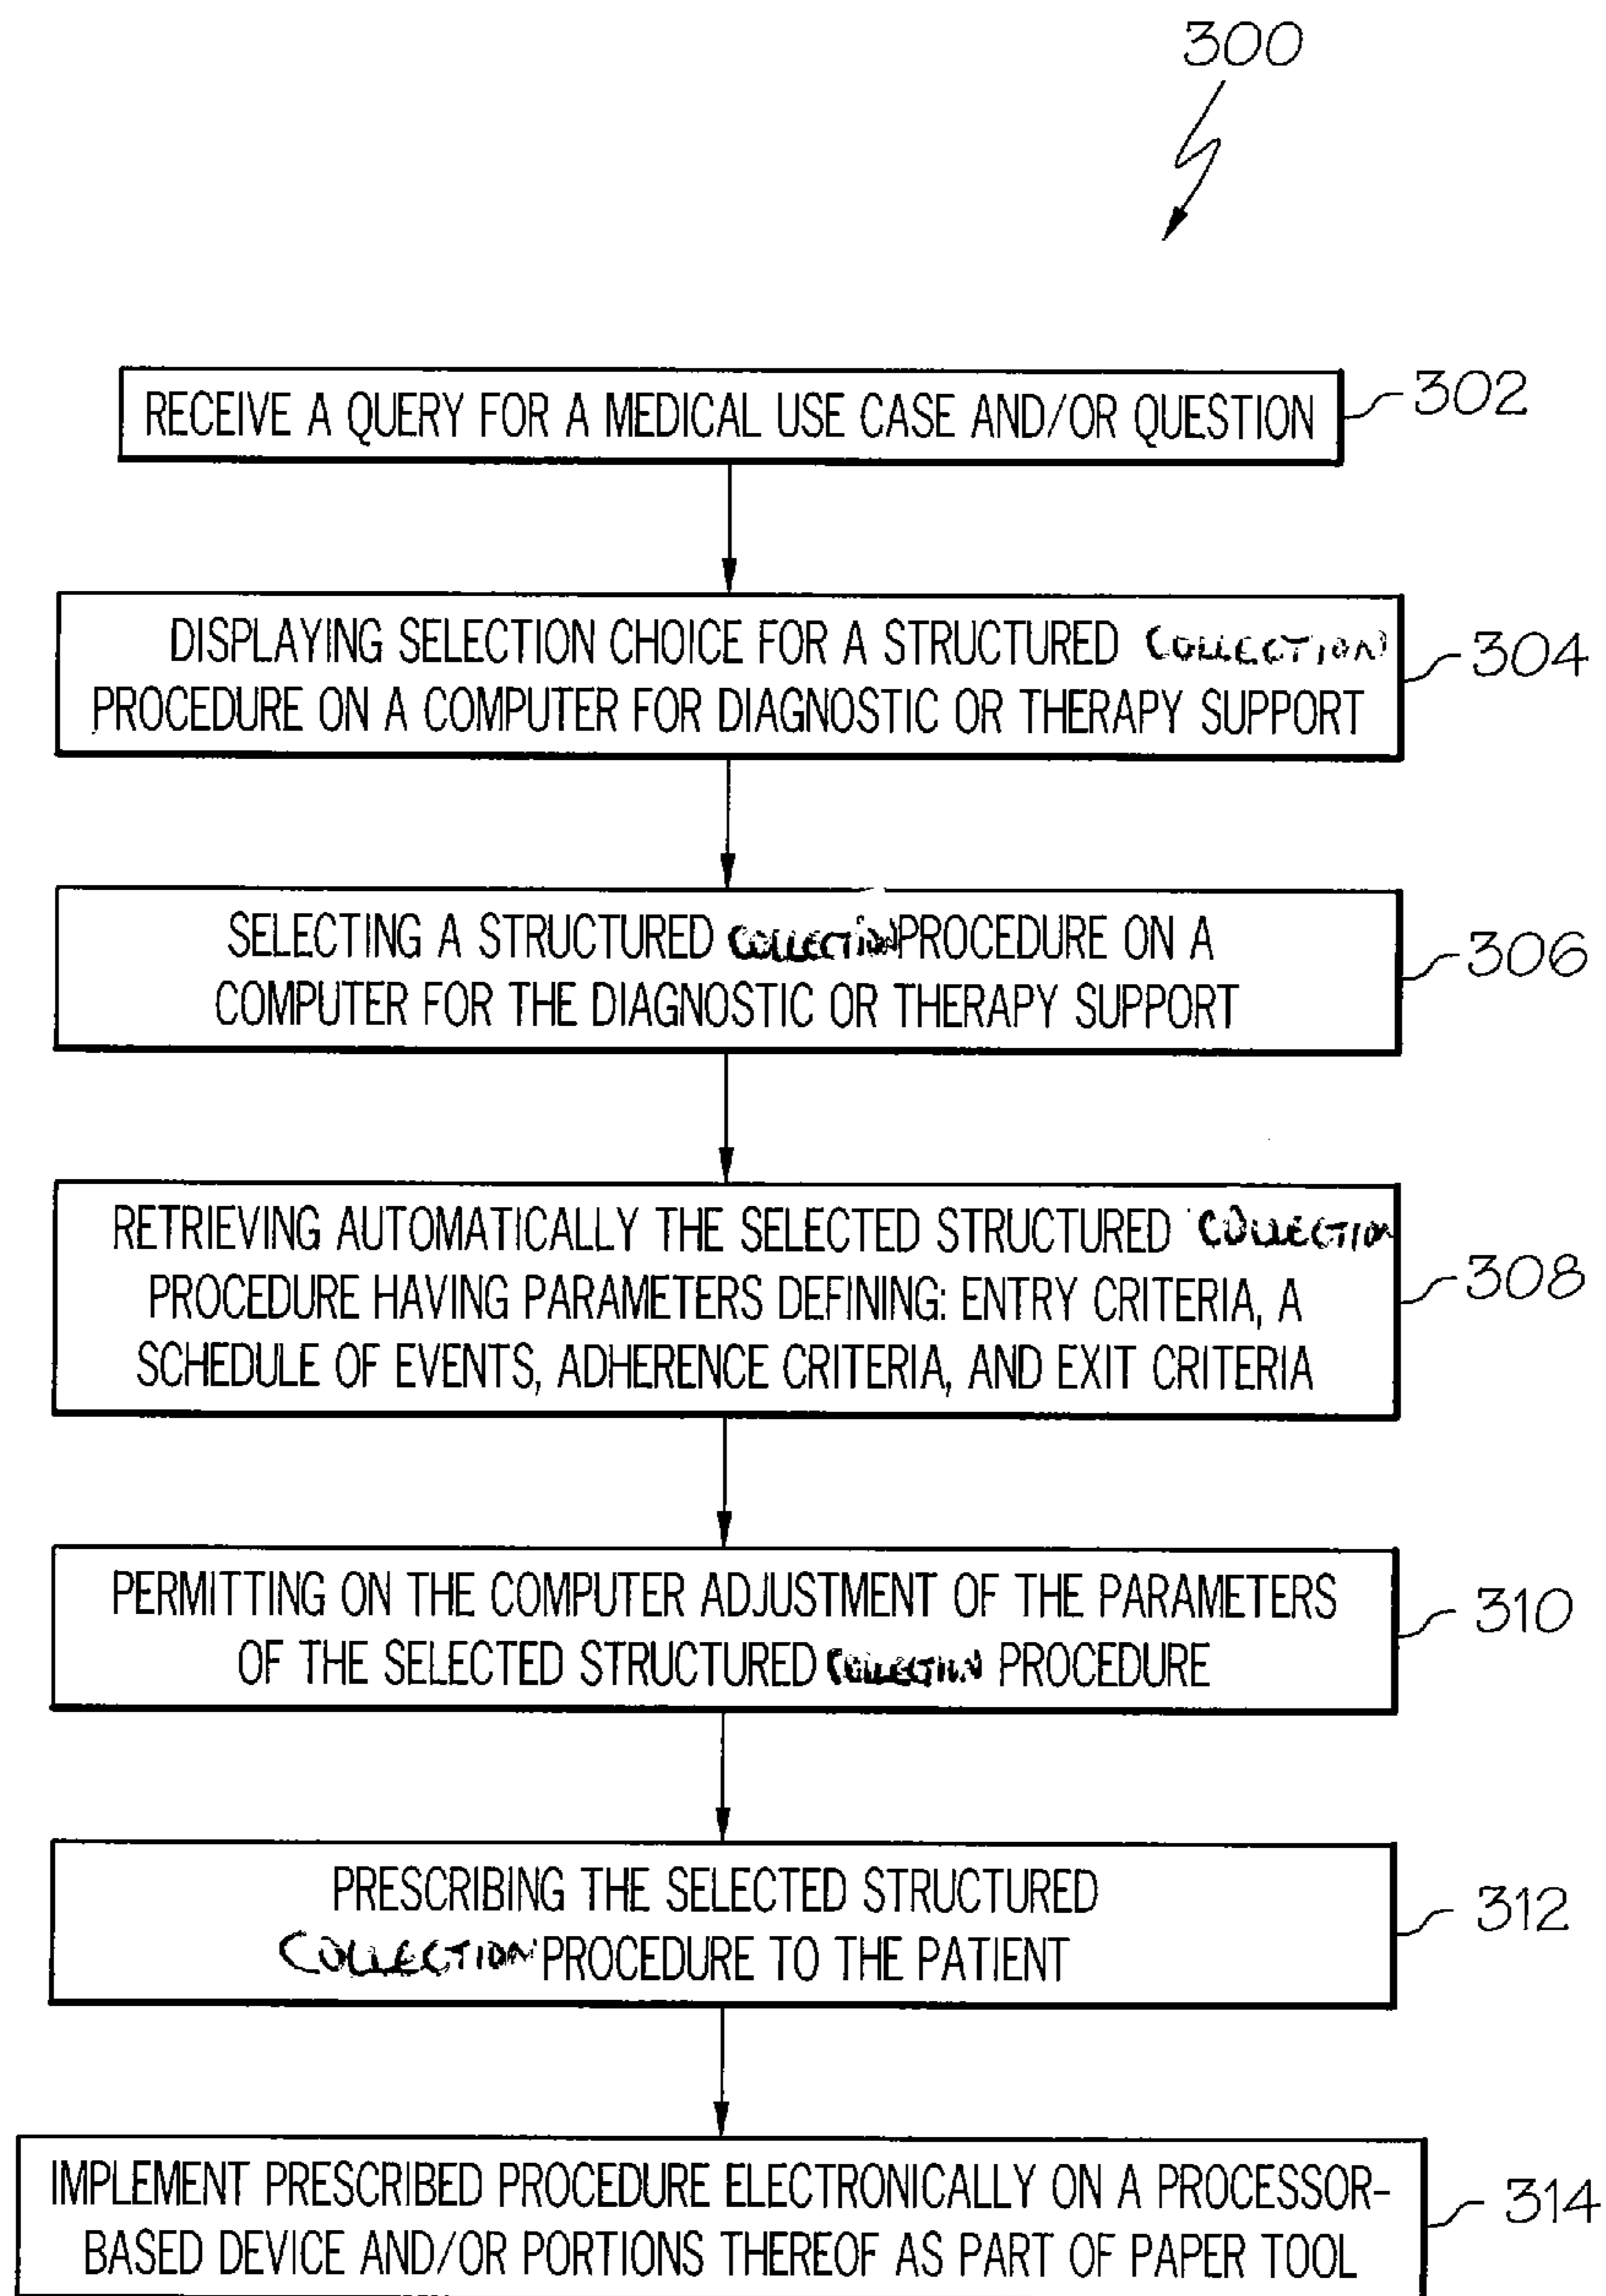 300
RECEIVE A QUERY FOR A MEDICAL USE CASE AND/OR QUESTION
302
DISPLAYING SELECTION CHOICE FOR A STRUCTURED COLLECTION
PROCEDURE ON A COMPUTER FOR DIAGNOSTIC OR THERAPY SUPPORT
304
SELECTING A STRUCTURED COLLECTION PROCEDURE ON A
COMPUTER FOR THE DIAGNOSTIC OR THERAPY SUPPORT
306
RETRIEVING AUTOMATICALLY THE SELECTED STRUCTURED COLLECTION
PROCEDURE HAVING PARAMETERS DEFINING: ENTRY CRITERIA, A
SCHEDULE OF EVENTS, ADHERENCE CRITERIA, AND EXIT CRITERIA
308
PERMITTING ON THE COMPUTER ADJUSTMENT OF THE PARAMETERS
OF THE SELECTED STRUCTURED COLLECTION PROCEDURE
310
PRESCRIBING THE SELECTED STRUCTURED
COLLECTION PROCEDURE TO THE PATIENT
312
IMPLEMENT PRESCRIBED PROCEDURE ELECTRONICALLY ON A PROCESSOR-
BASED DEVICE AND/OR PORTIONS THEREOF AS PART OF PAPER TOOL
314